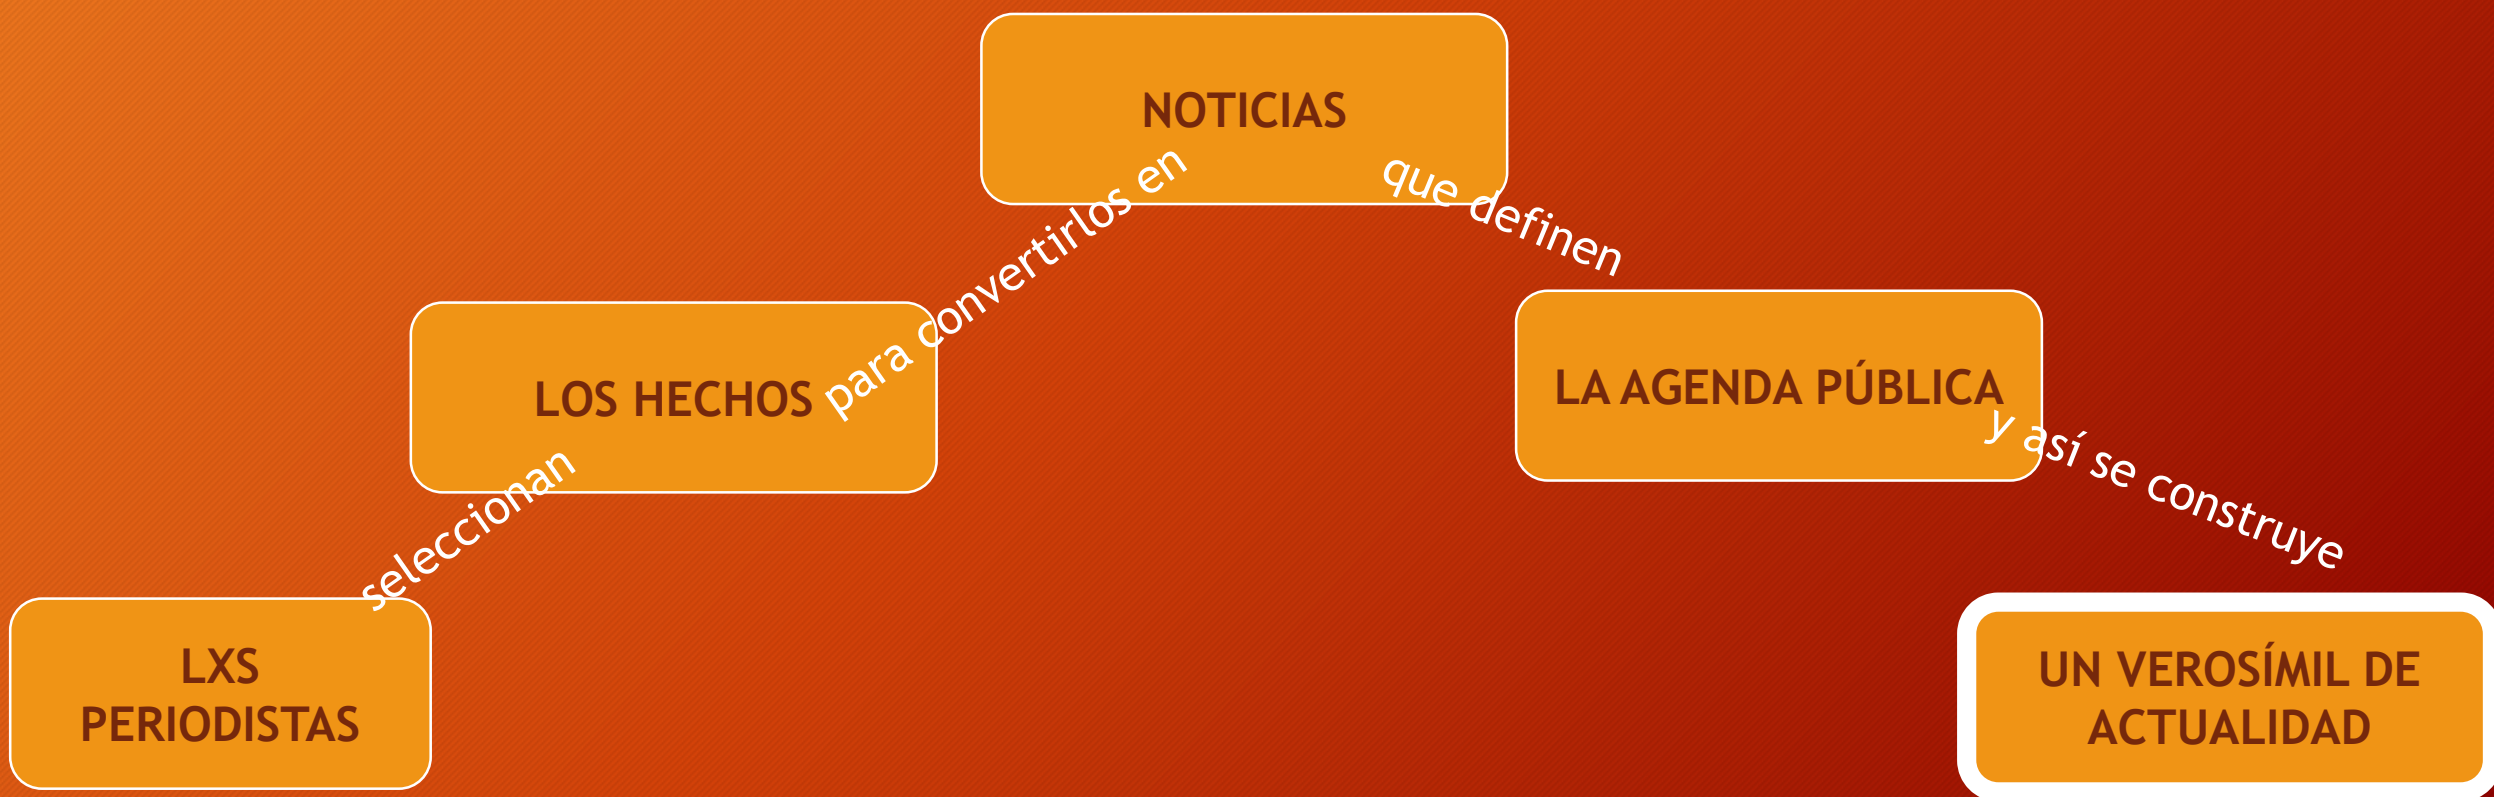 LXS
PERIODISTAS
seleccionan
LOS HECHOS
para convertirlos en
NOTICIAS
que definen
LA AGENDA PÚBLICA
y así se construye
UN VEROSÍMIL DE
ACTUALIDAD